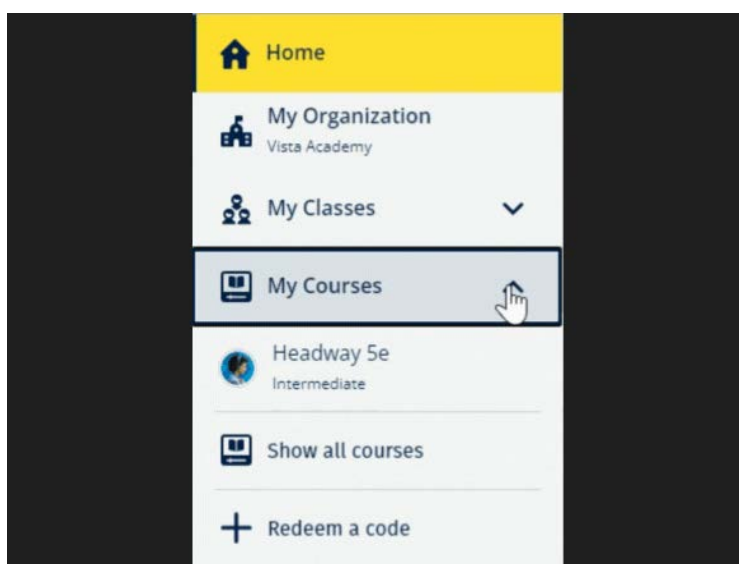 Home
My Organization
Vista Academy
My Classes
My Courses
Headway 5e
Intermediate
Show all courses
Redeem a code